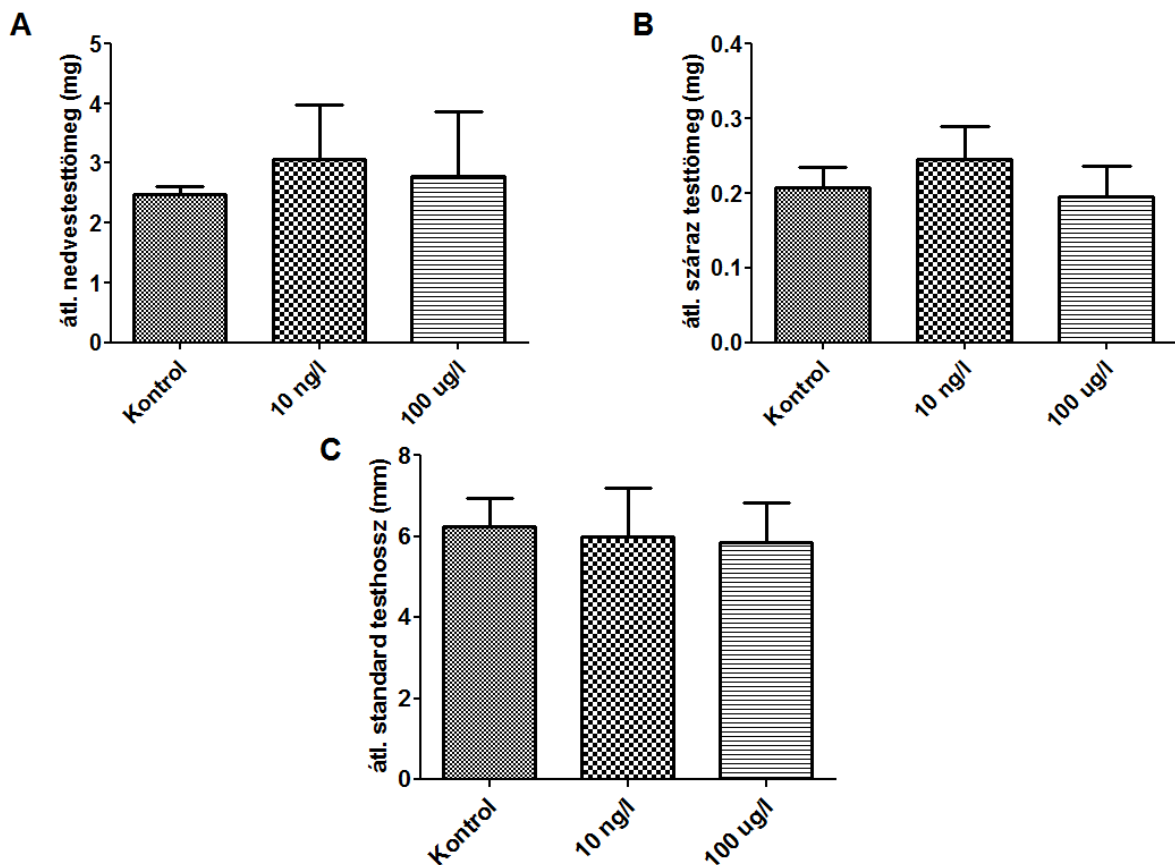 A
átl. nedvestesttömeg (mg)
5
4
3
2
1
0
Kontrol
10 ng/l
100 ug/l
B
átl. száraz testtömeg (mg)
0.4
0.3
0.2
0.1
0.0
Kontrol
10 ng/l
100 ug/l
C
átl. standard testhossz (mm)
8
6
4
2
0
Kontrol
10 ng/l
100 ug/l